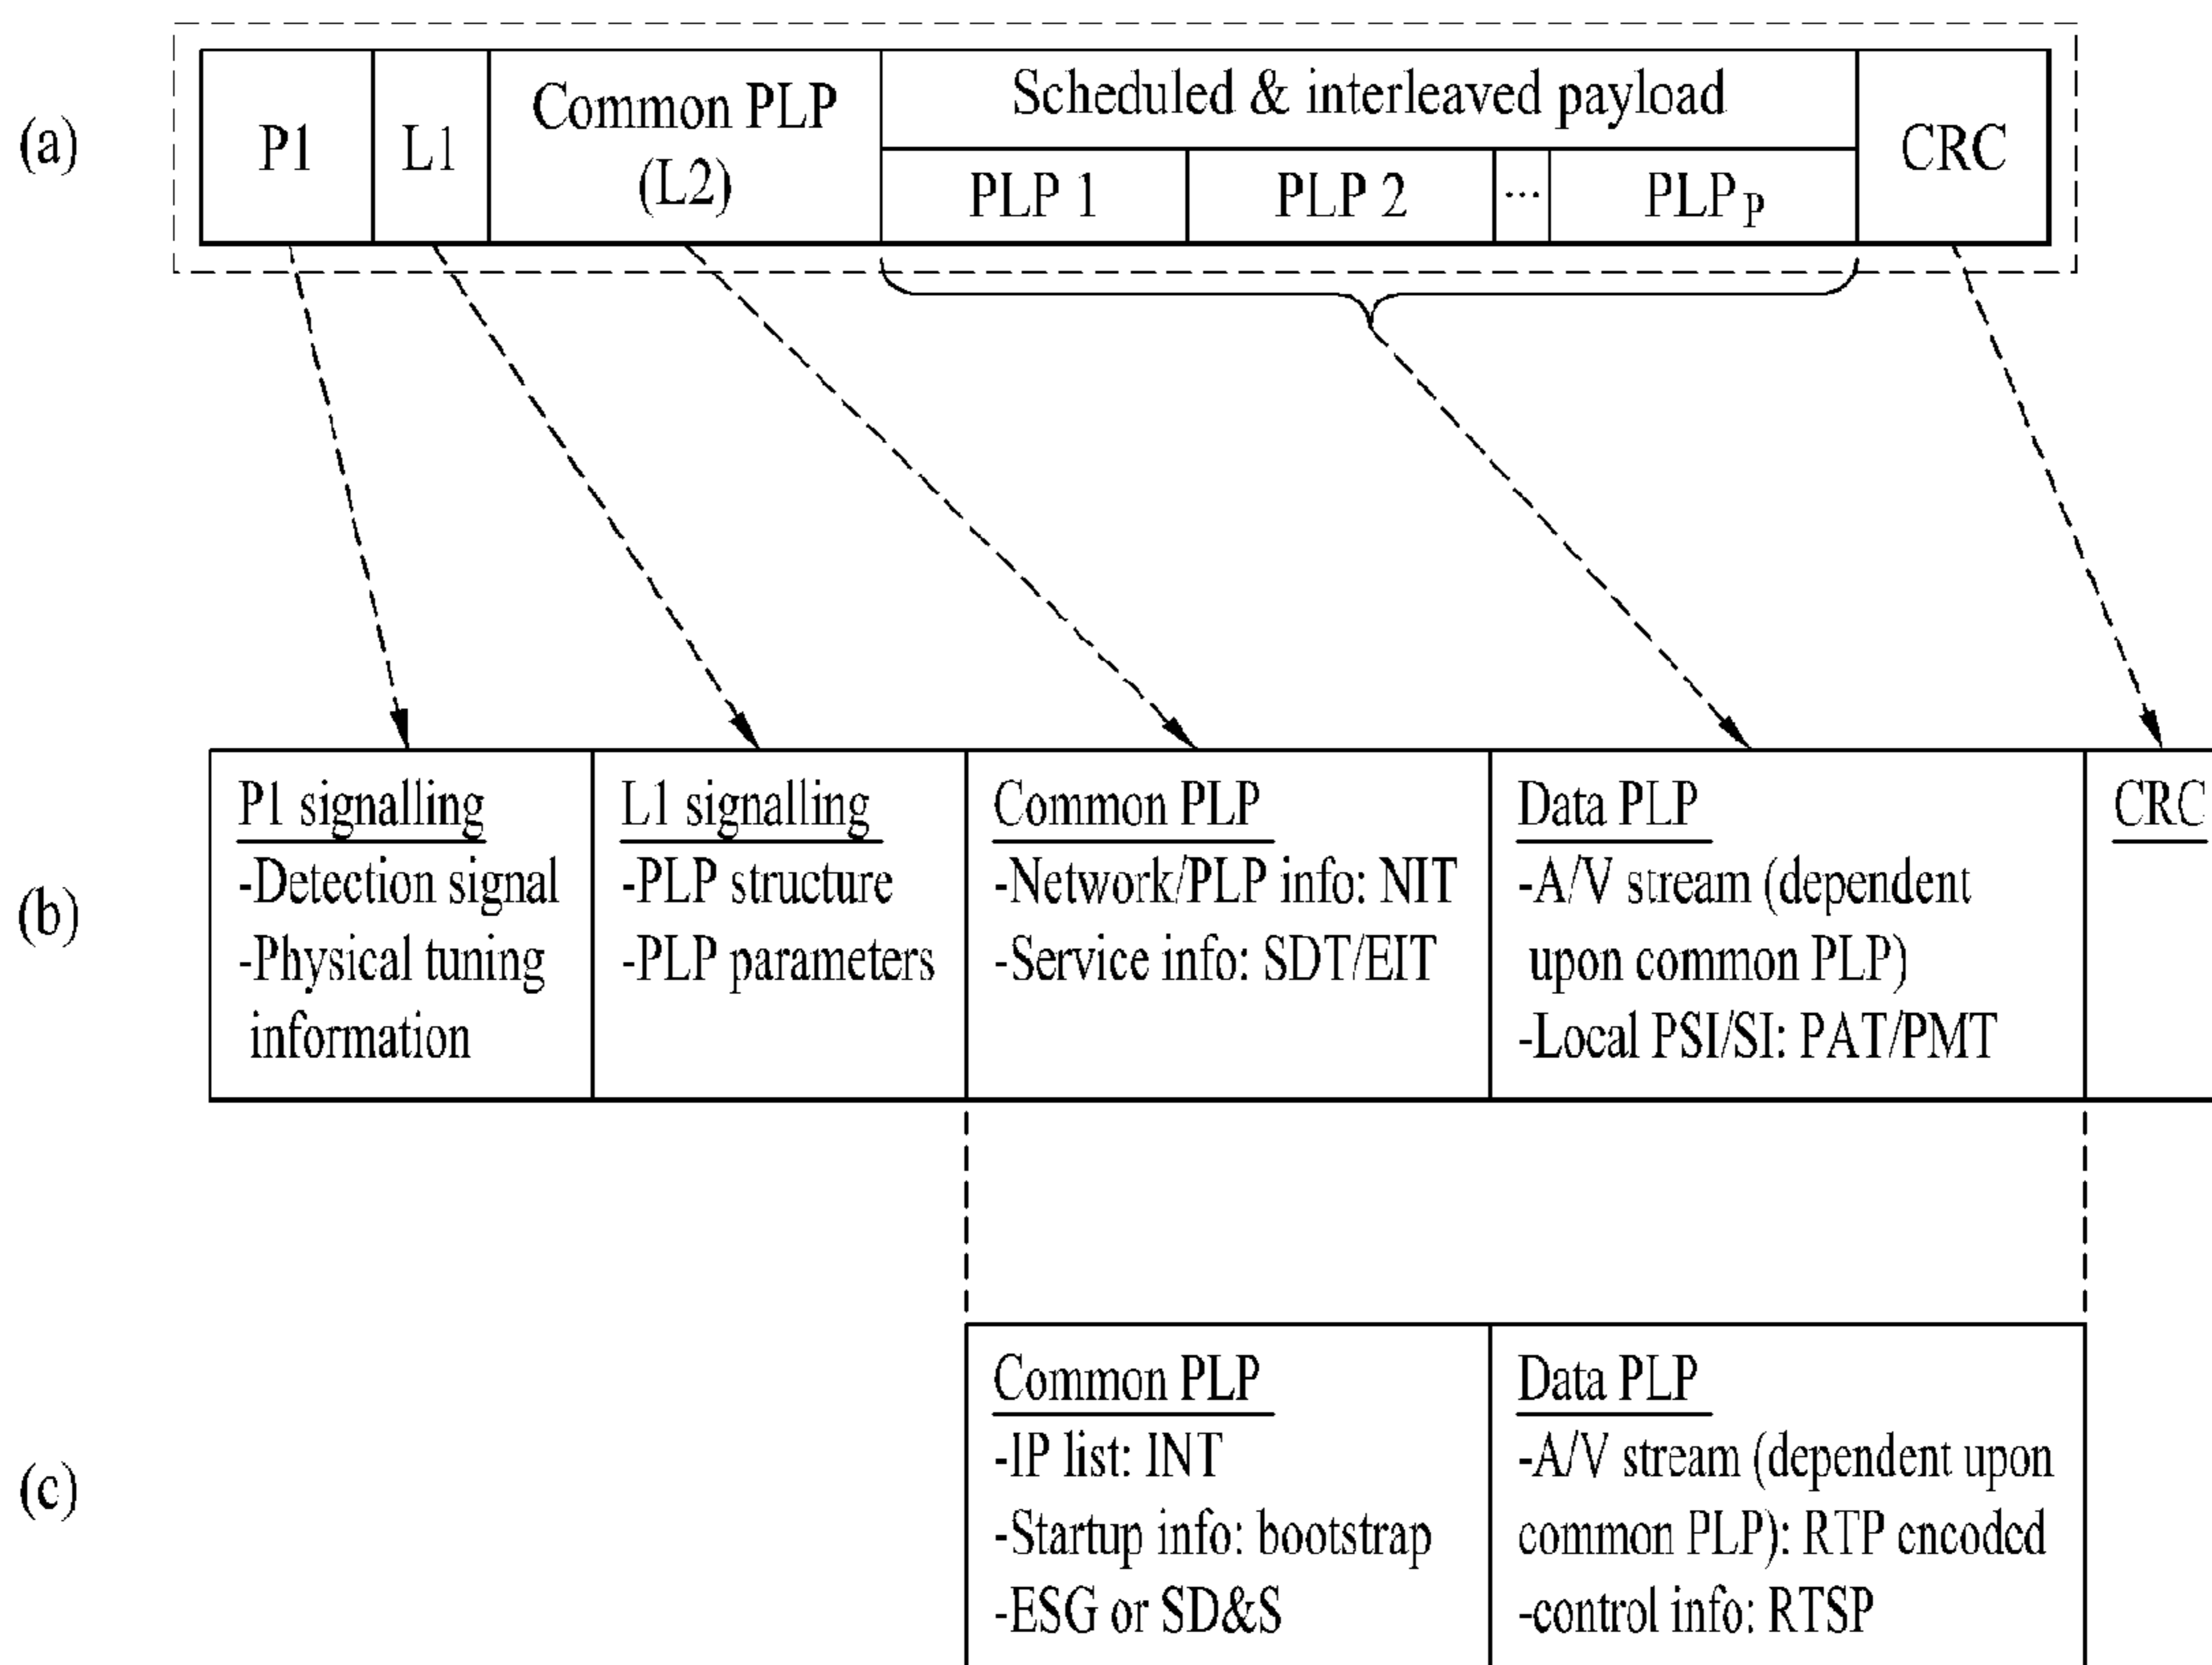 (a)
P1
L1
Common PLP
(L2)
Scheduled & interleaved payload
PLP 1
PLP 2
...
PLP P
CRC
(b)
P1 signalling
-Detection signal
-Physical tuning
information
L1 signalling
-PLP structure
-PLP parameters
Common PLP
-Network/PLP info: NIT
-Service info: SDT/EIT
Data PLP
-A/V stream (dependent
upon common PLP)
-Local PSI/SI: PAT/PMT
CRC
(c)
Common PLP
-IP list: INT
-Startup info: bootstrap
-ESG or SD&S
Data PLP
-A/V stream (dependent upon
common PLP): RTP encoded
-control info: RTSP